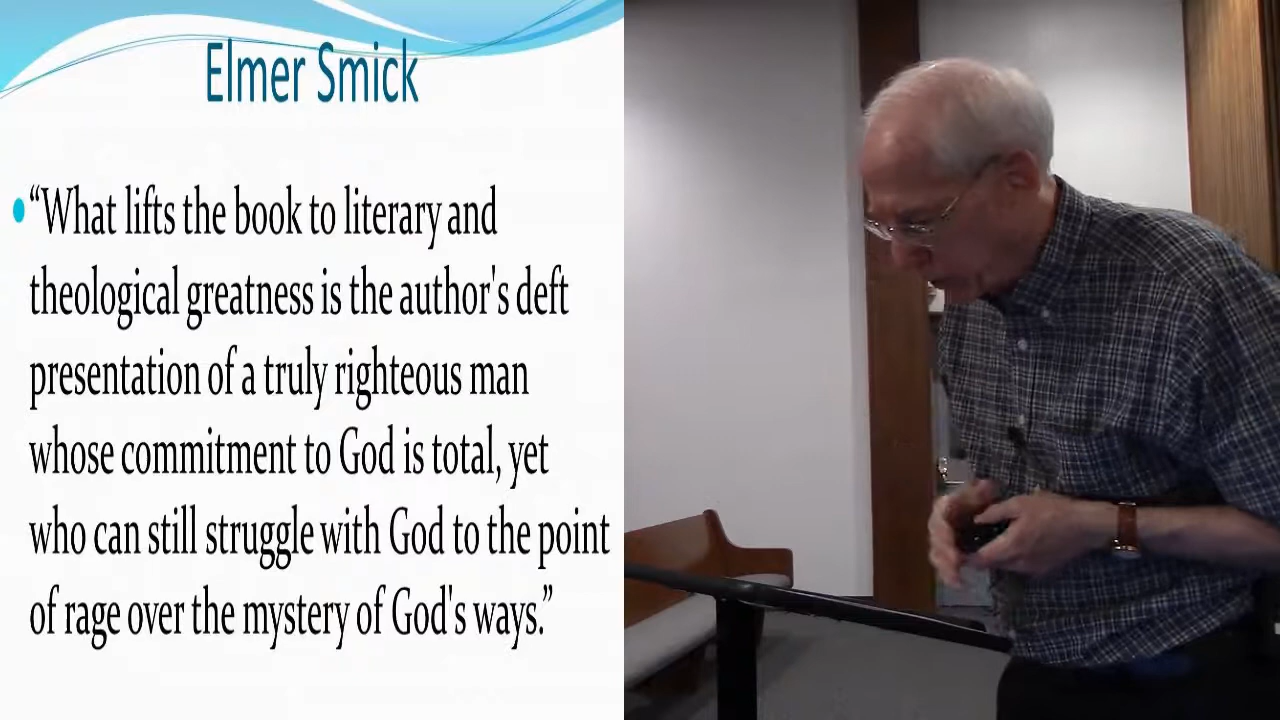 Elmer Smick
“What lifts the book to literary and
theological greatness is the author's deft
presentation of a truly righteous man
whose commitment to God is total, yet
who can still struggle with God to the point
of rage over the mystery of God's ways.”